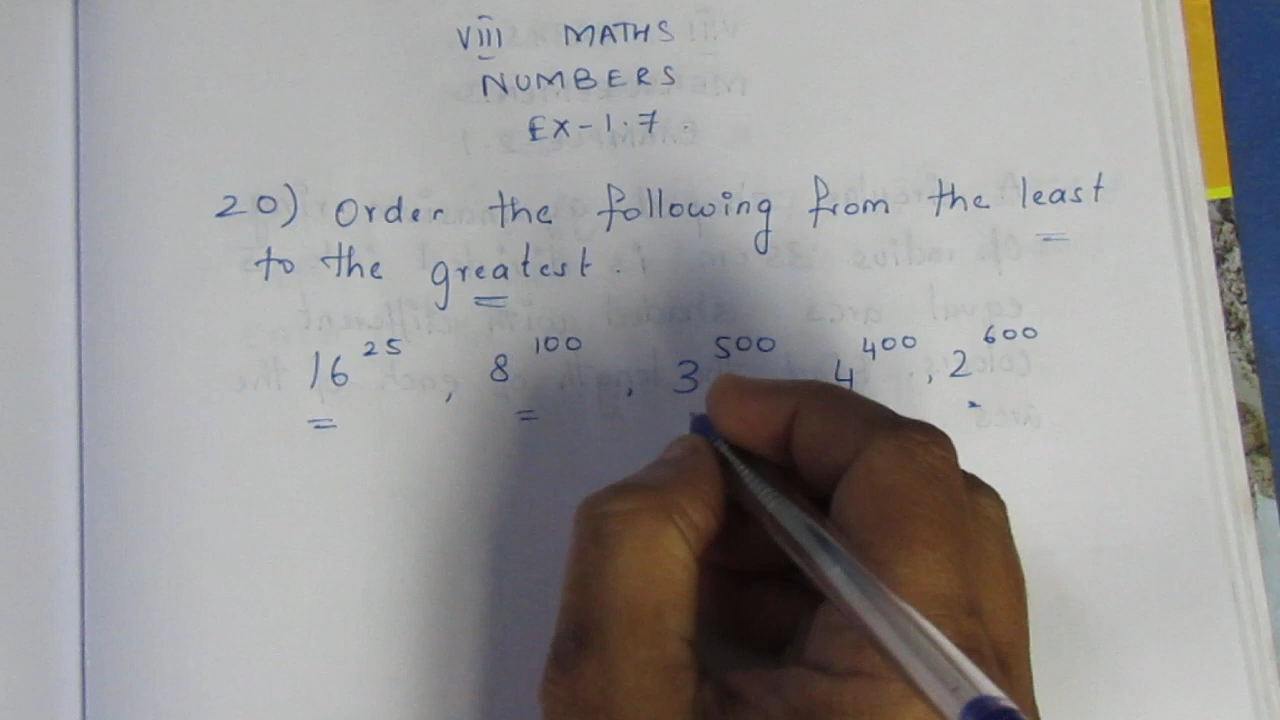 VIII MATHS
NUMBERS
EX-1.7.
20) Order the following from the least
to the greatest.
16^25, 8^100, 3^500 4^400, 2^600